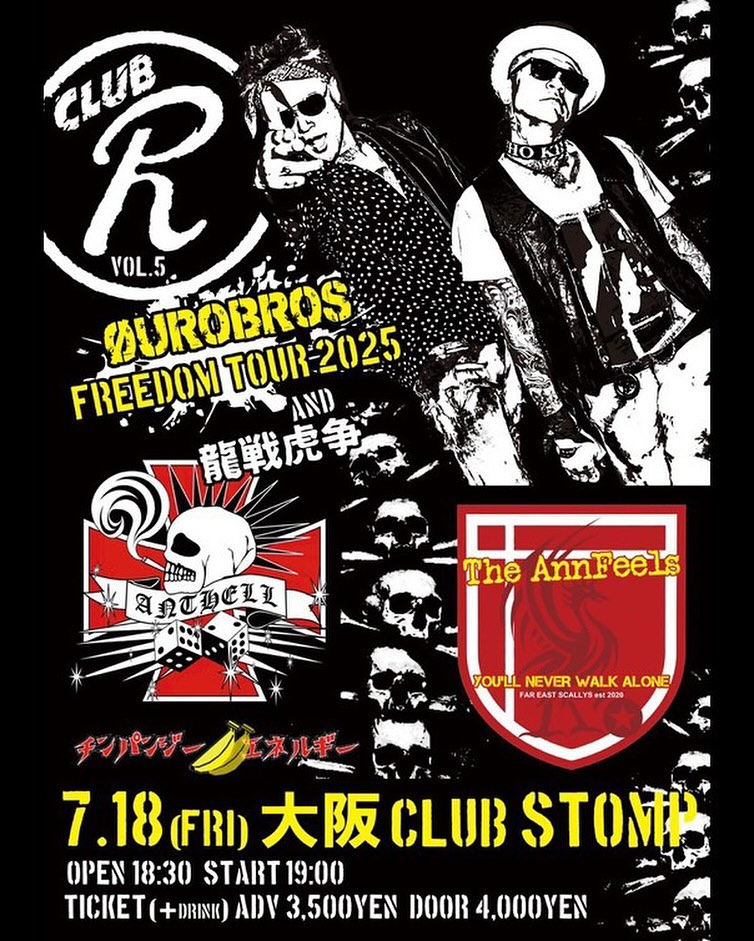 CLUB
R
VOL.5
ØUROBROS
FREEDOM TOUR 2025
AND
龍戦虎争
ANTHELL
The AnnFeels
YOU'LL NEVER WALK ALONE
FAR EAST SCALLYS est 2020
チンパンジーエネルギー
7.18 (FRI) 大阪 CLUB STOMP
OPEN 18:30 START 19:00
TICKET (+DRINK) ADV 3,500YEN DOOR 4,000YEN